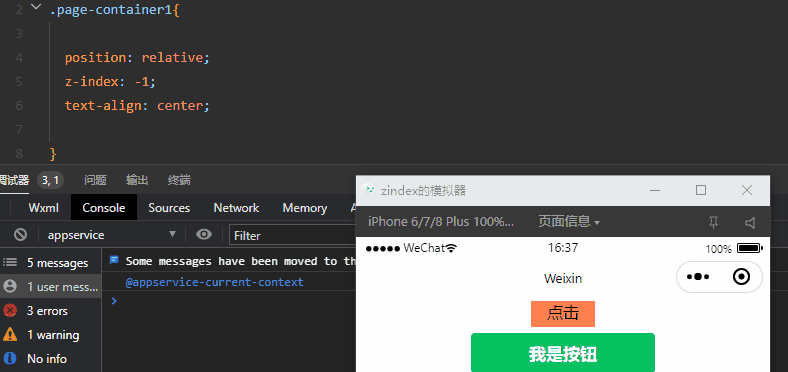 2 .page-container1{
3
4 position: relative;
5 z-index: -1;
6 text-align: center;
7
8 }
调试器 3, 1 问题 输出 终端
Wxml Console Sources Network Memory
appservice Filter
5 messages
1 user mess...
3 errors
1 warning
No info
Some messages have been moved to th
@appservice-current-context
zindex的模拟器
iPhone 6/7/8 Plus 100%... 页面信息
WeChat 16:37 100%
Weixin
点击
我是按钮